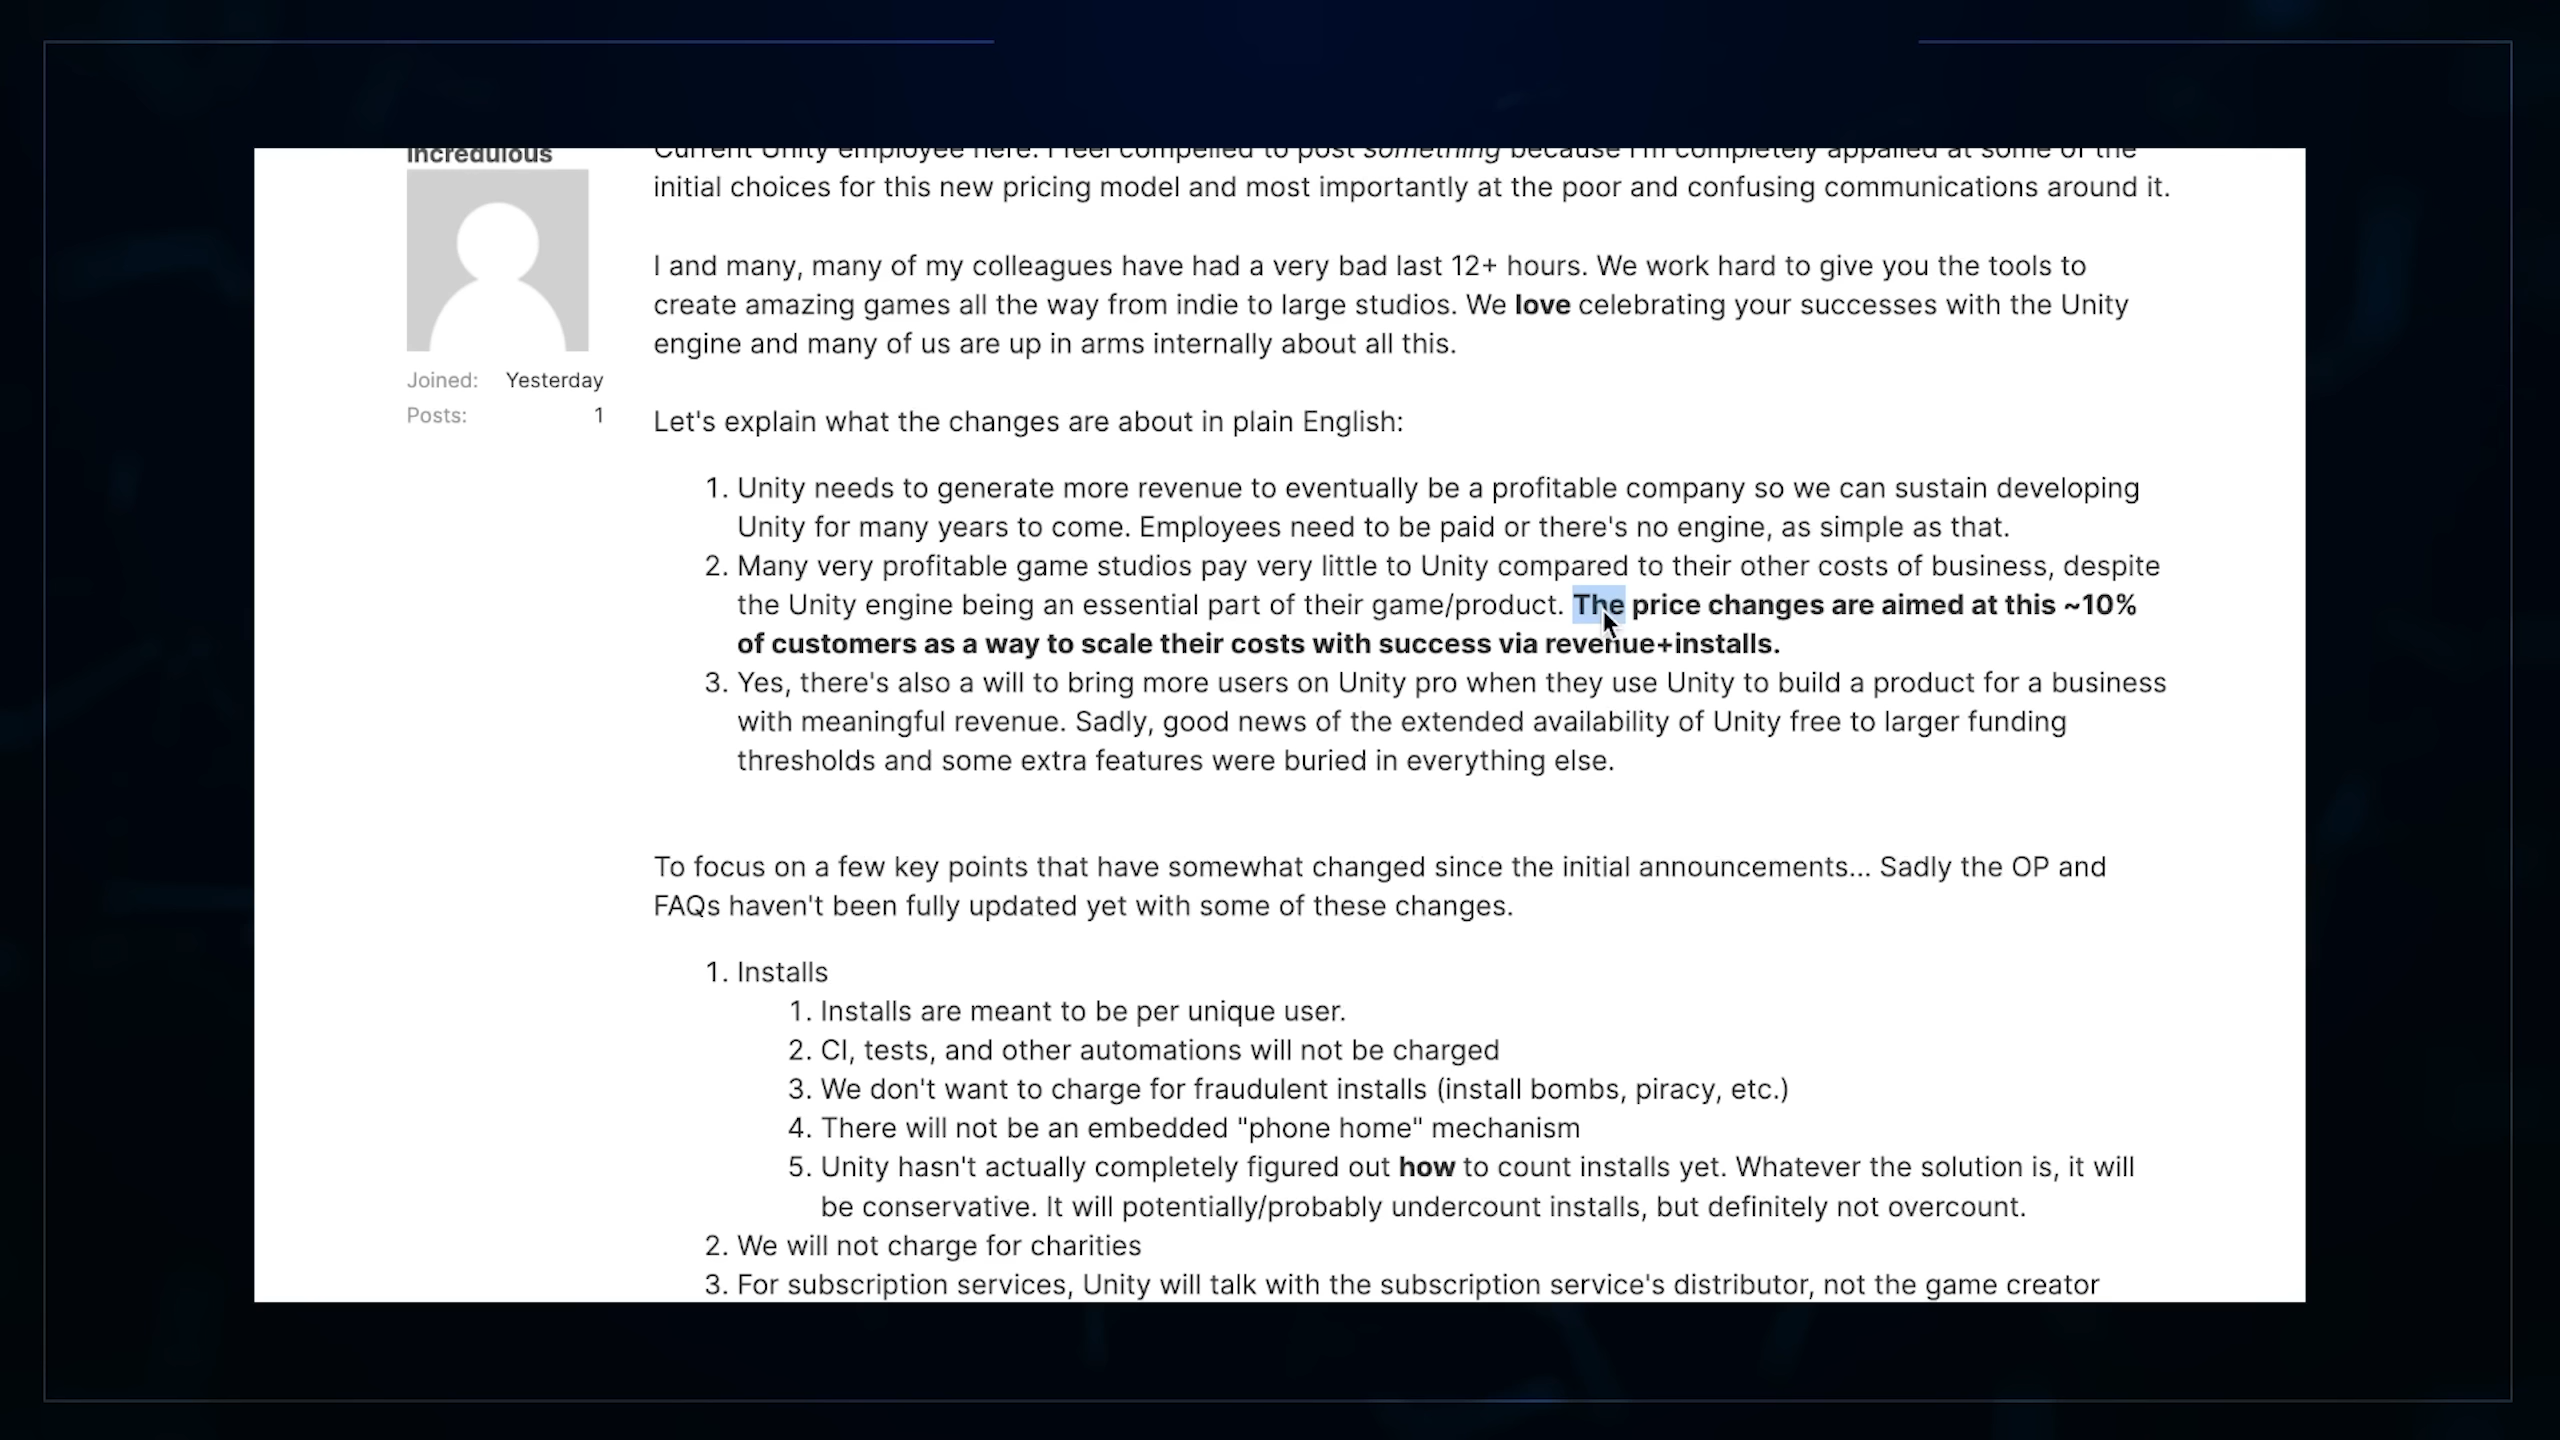 Incredulous
Current Unity employee here. I feel compelled to post something because I'm completely appalled at some of the
initial choices for this new pricing model and most importantly at the poor and confusing communications around it.
I and many, many of my colleagues have had a very bad last 12+ hours. We work hard to give you the tools to
create amazing games all the way from indie to large studios. We love celebrating your successes with the Unity
engine and many of us are up in arms internally about all this.
Joined: Yesterday
Posts: 1
Let's explain what the changes are about in plain English:
1. Unity needs to generate more revenue to eventually be a profitable company so we can sustain developing
Unity for many years to come. Employees need to be paid or there's no engine, as simple as that.
2. Many very profitable game studios pay very little to Unity compared to their other costs of business, despite
the Unity engine being an essential part of their game/product. The price changes are aimed at this ~10%
of customers as a way to scale their costs with success via revenue+installs.
3. Yes, there's also a will to bring more users on Unity pro when they use Unity to build a product for a business
with meaningful revenue. Sadly, good news of the extended availability of Unity free to larger funding
thresholds and some extra features were buried in everything else.
To focus on a few key points that have somewhat changed since the initial announcements... Sadly the OP and
FAQs haven't been fully updated yet with some of these changes.
1. Installs
1. Installs are meant to be per unique user.
2. CI, tests, and other automations will not be charged
3. We don't want to charge for fraudulent installs (install bombs, piracy, etc.)
4. There will not be an embedded "phone home" mechanism
5. Unity hasn't actually completely figured out how to count installs yet. Whatever the solution is, it will
be conservative. It will potentially/probably undercount installs, but definitely not overcount.
2. We will not charge for charities
3. For subscription services, Unity will talk with the subscription service's distributor, not the game creator